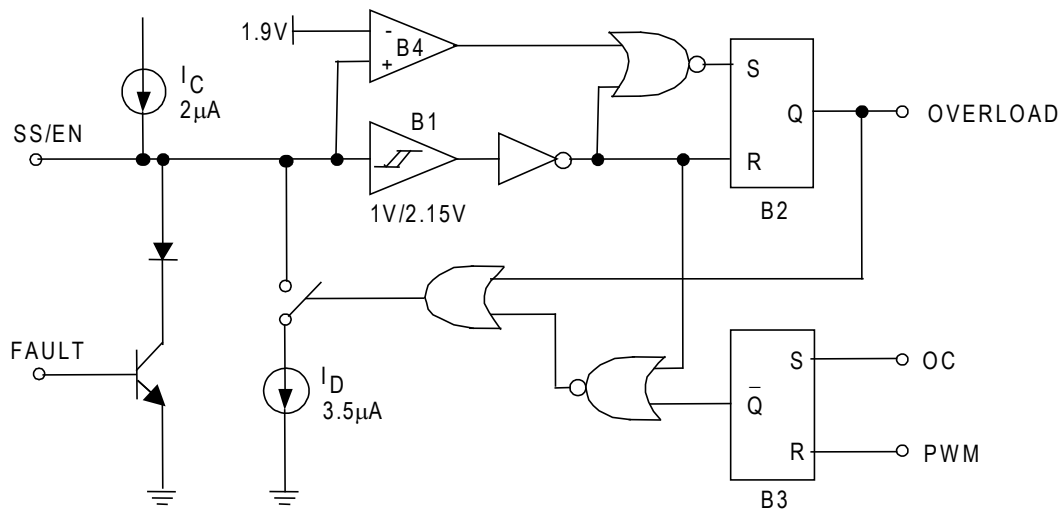 1.9V
-
B4
+
I C
2µA
S
Q
OVERLOAD
SS/EN
B1
R
1V/2.15V
B2
FAULT
I D
3.5µA
S
OC
Q̅
R
PWM
B3